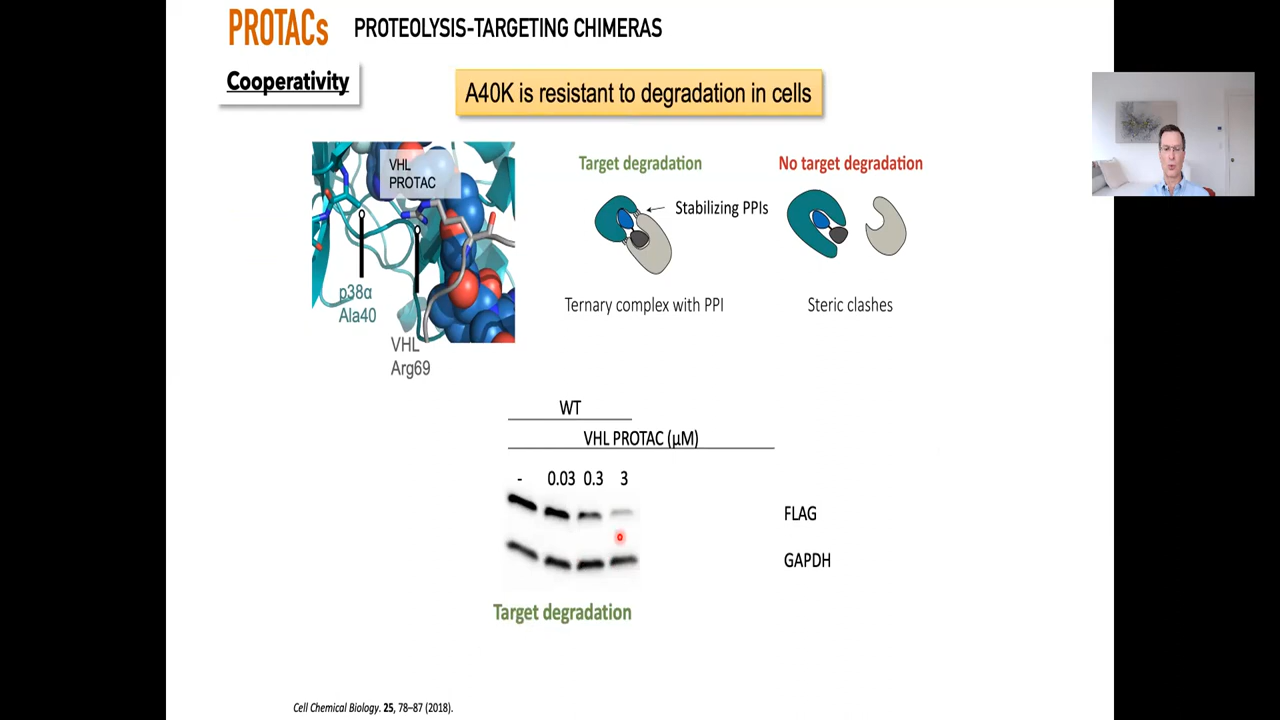 PROTACs PROTEOLYSIS-TARGETING CHIMERAS
Cooperativity
A40K is resistant to degradation in cells
VHL
PROTAC
p38α
Ala40
VHL
Arg69
Target degradation
No target degradation
Stabilizing PPIs
Ternary complex with PPI
Steric clashes
WT
VHL PROTAC (µM)
- 0.03 0.3 3
FLAG
GAPDH
Target degradation
Cell Chemical Biology. 25, 78–87 (2018).